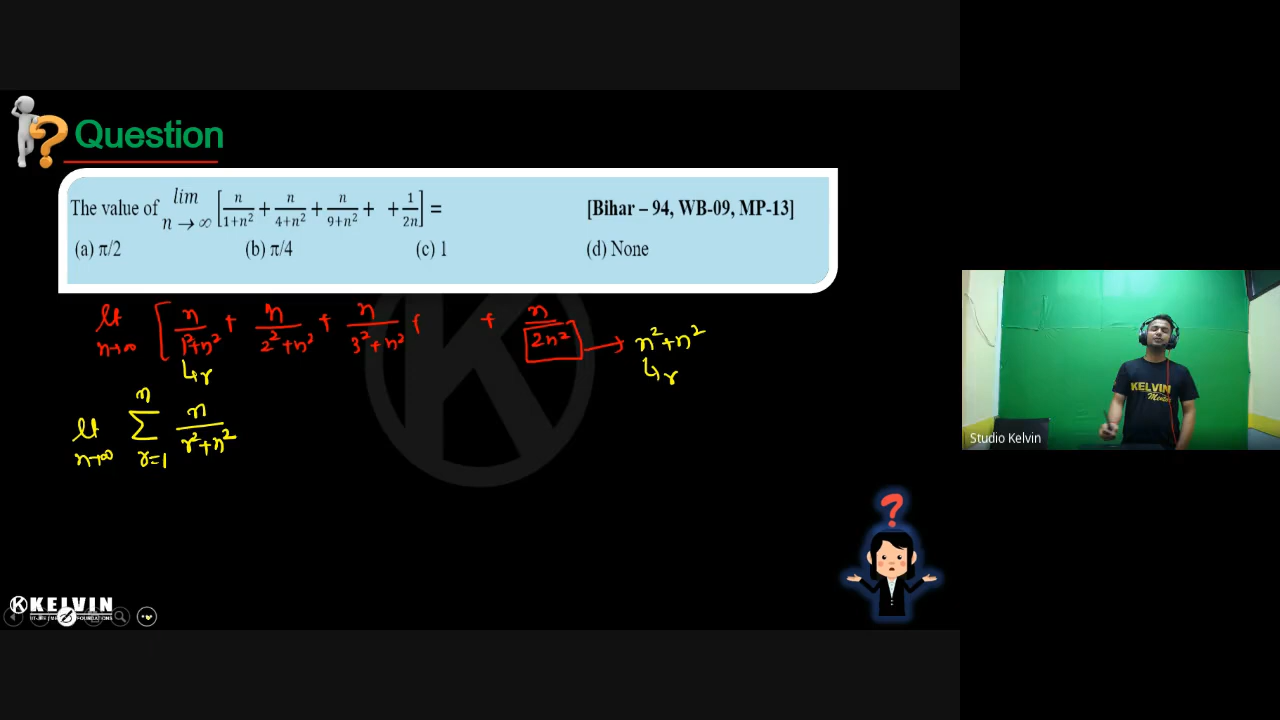 Question
The value of lim n → ∞ [n/1+n² + n/4+n² + n/9+n² + + 1/2n] =
[Bihar – 94, WB-09, MP-13]
(a) π/2 (b) π/4 (c) 1 (d) None
lt n→∞ [n/1²+n² + n/2²+n² + n/3²+n² + + n/2n² → n²+n²
↳r ↳r
lt n→∞ Σ n r=1 n/r²+n²
KELVIN
Mentor
Studio Kelvin
?
KELVIN